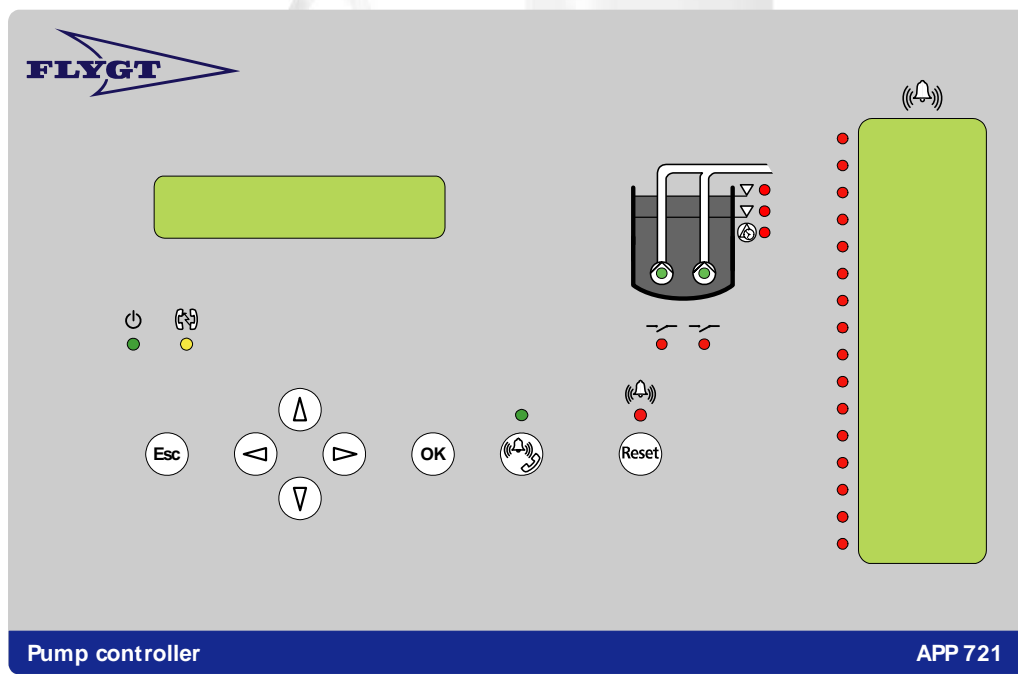 FLYGT
Esc
OK
Reset
Pump controller
APP 721